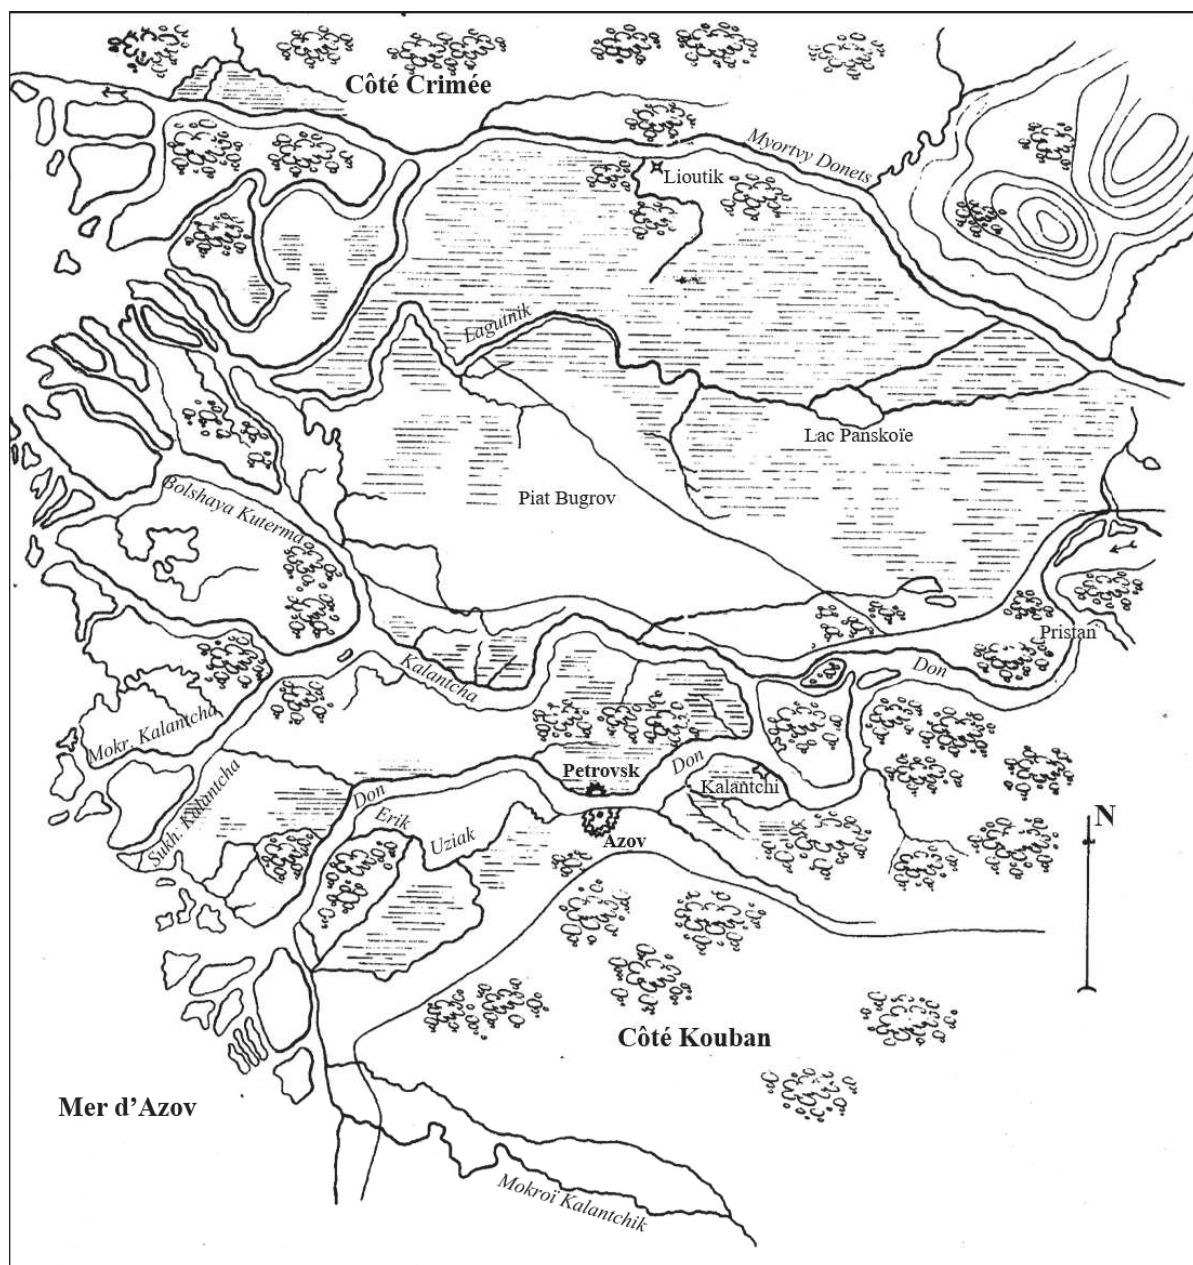 Côté Crimée
Myortvy Donets
Lioutik
Lagutnik
Lac Panskoïe
Piat Bugrov
Bolshaya Kuterma
Pristan
Kalantcha
Don
Mokr. Kalantcha
Petrovsk
Don
Kalantchi
Sukh. Kalantcha
Don
Erik
Uziak
Azov
N
Côté Kouban
Mer d’Azov
Mokroï Kalantchik